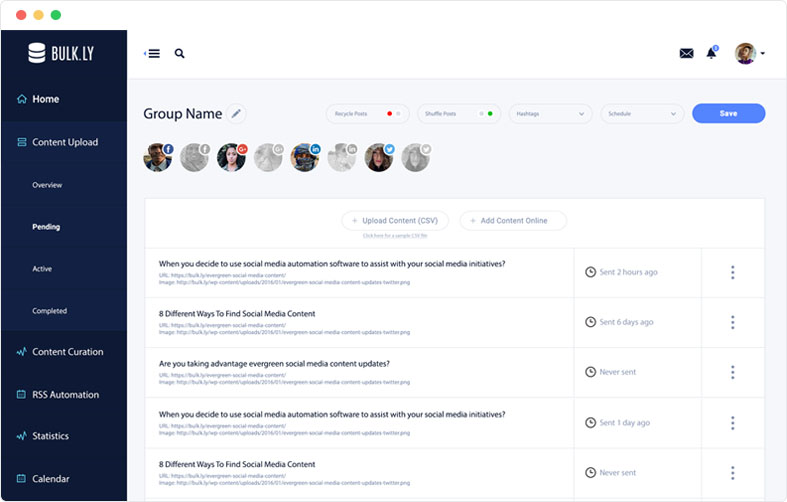 BULK.LY
Home
Content Upload
Overview
Pending
Active
Completed
Content Curation
RSS Automation
Statistics
Calendar
Group Name
Recycle Posts
Shuffle Posts
Hashtags
Schedule
Save
+ Upload Content (CSV)
+ Add Content Online
Click here for a sample CSV file
When you decide to use social media automation software to assist with your social media initiatives?
URL: https://bulk.ly/evergreen-social-media-content/
Image: http://bulk.ly/wp-content/uploads/2016/01/evergreen-social-media-content-updates-twitter.png
Sent 2 hours ago
8 Different Ways To Find Social Media Content
URL: https://bulk.ly/evergreen-social-media-content/
Image: http://bulk.ly/wp-content/uploads/2016/01/evergreen-social-media-content-updates-twitter.png
Sent 6 days ago
Are you taking advantage evergreen social media content updates?
URL: https://bulk.ly/evergreen-social-media-content/
Image: http://bulk.ly/wp-content/uploads/2016/01/evergreen-social-media-content-updates-twitter.png
Never sent
When you decide to use social media automation software to assist with your social media initiatives?
URL: https://bulk.ly/evergreen-social-media-content/
Image: http://bulk.ly/wp-content/uploads/2016/01/evergreen-social-media-content-updates-twitter.png
Sent 1 day ago
8 Different Ways To Find Social Media Content
URL: https://bulk.ly/evergreen-social-media-content/
Image: http://bulk.ly/wp-content/uploads/2016/01/evergreen-social-media-content-updates-twitter.png
Never sent